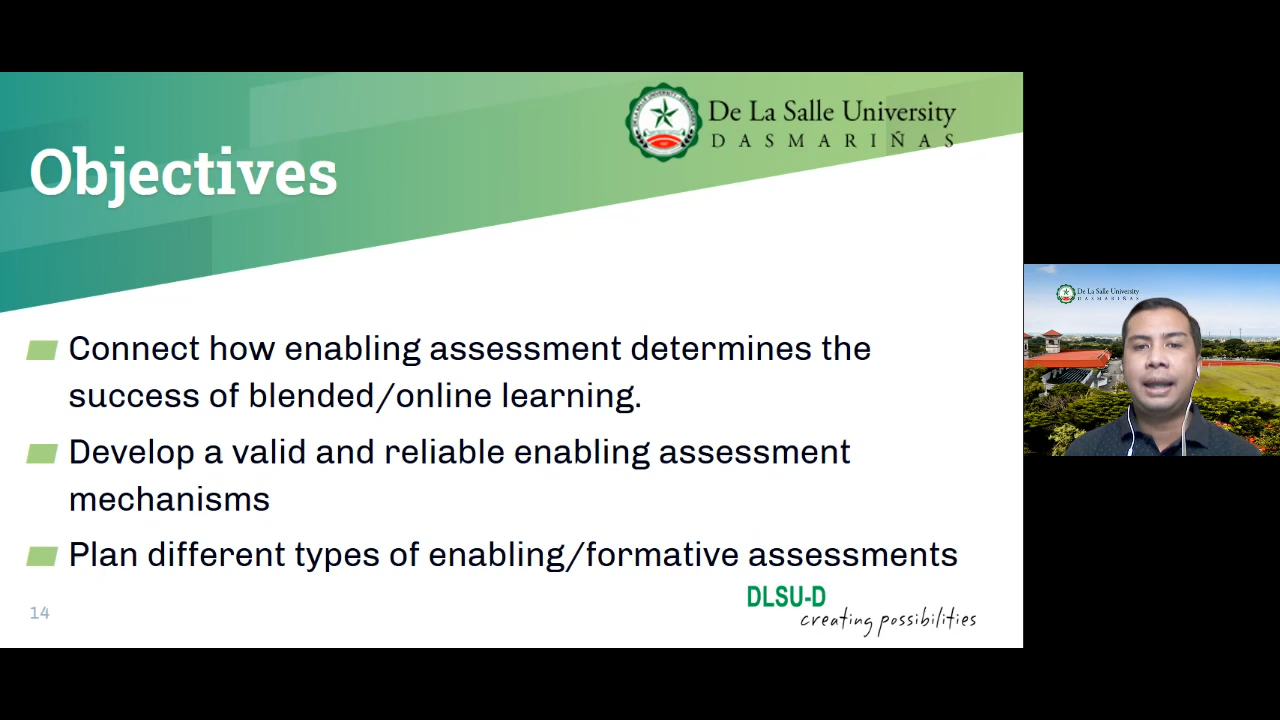 De La Salle University
DASMARIÑAS
Objectives
Connect how enabling assessment determines the
success of blended/online learning.
Develop a valid and reliable enabling assessment
mechanisms
Plan different types of enabling/formative assessments
DLSU-D
creating possibilities
14
De La Salle University
DASMARIÑAS